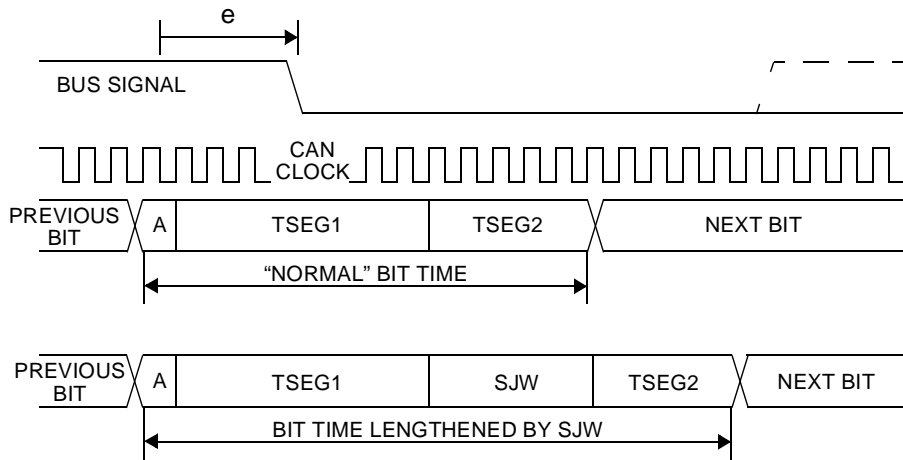 e
BUS SIGNAL
CAN
CLOCK
PREVIOUS
BIT
A
TSEG1
TSEG2
NEXT BIT
“NORMAL” BIT TIME
PREVIOUS
BIT
A
TSEG1
SJW
TSEG2
NEXT BIT
BIT TIME LENGTHENED BY SJW